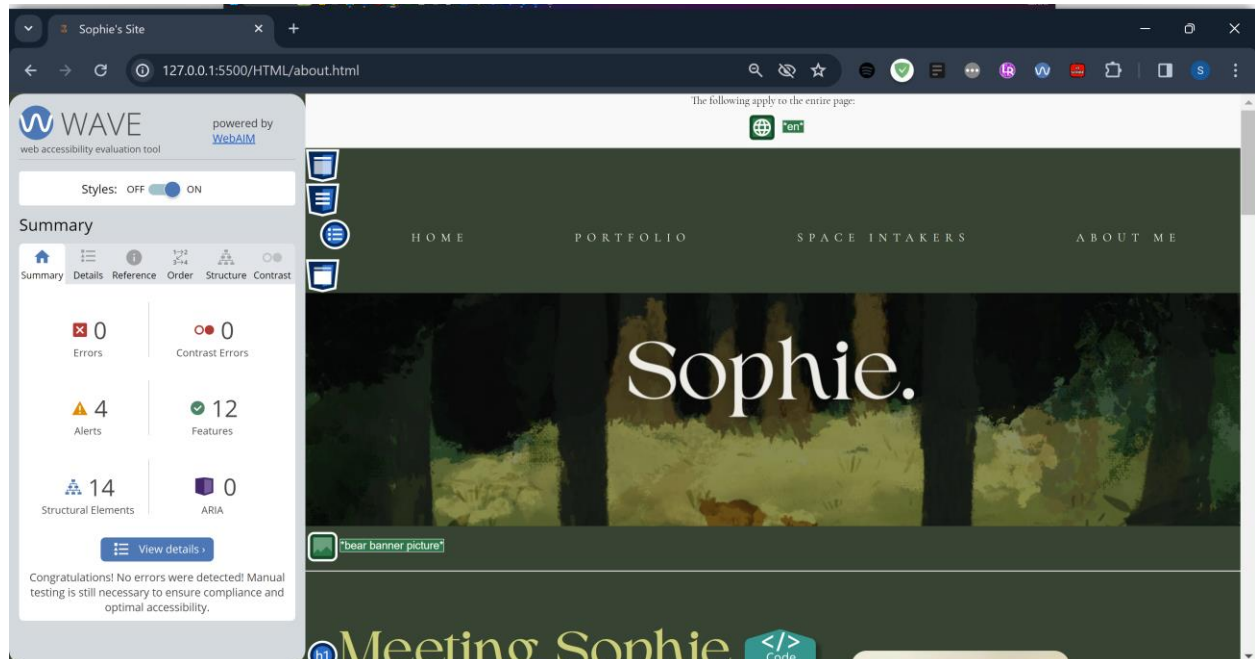 Sophie's Site
127.0.0.1:5500/HTML/about.html
WAVE
web accessibility evaluation tool
powered by
WebAIM
Styles: OFF ON
Summary
Summary Details Reference Order Structure Contrast
0
Errors
0
Contrast Errors
4
Alerts
12
Features
14
Structural Elements
0
ARIA
View details ›
Congratulations! No errors were detected! Manual
testing is still necessary to ensure compliance and
optimal accessibility.
The following apply to the entire page:
*en*
HOME PORTFOLIO SPACE INTAKERS ABOUT ME
Sophie.
*bear banner picture*
h1 Meeting Sophie
</>
Code